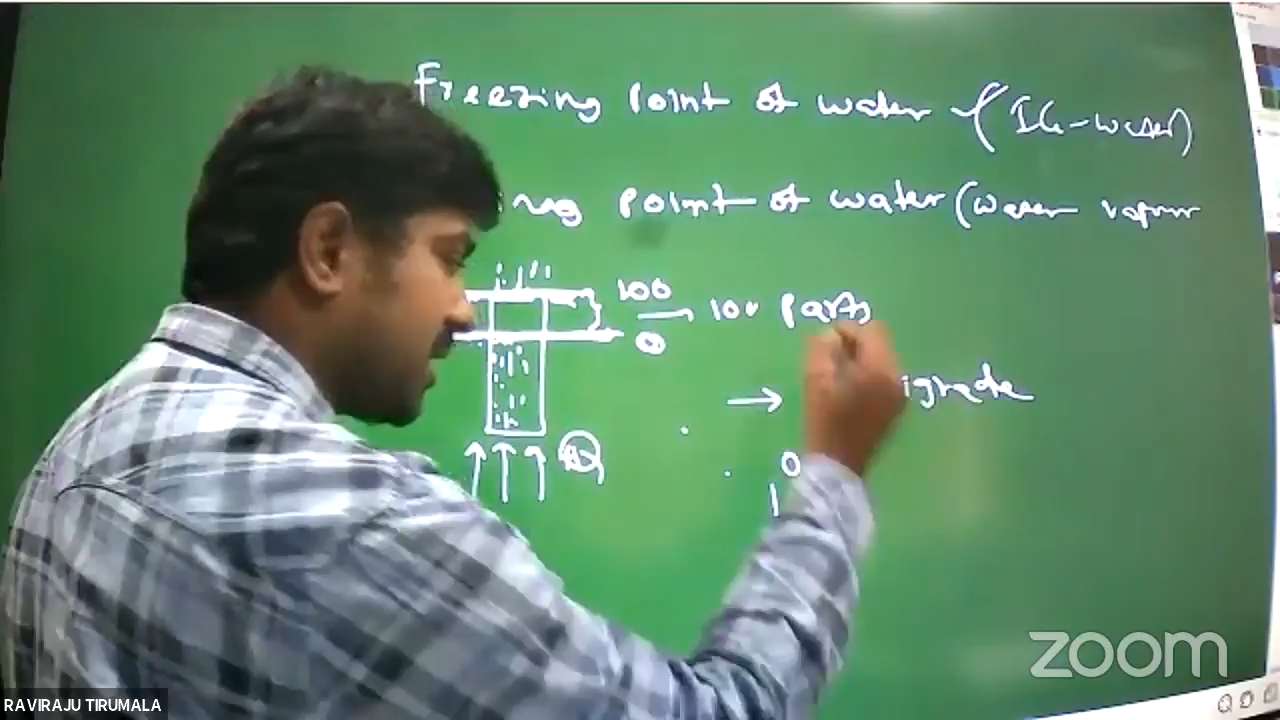 Freezing point of water (Ice-water)
ng point of water (water vapour
100
100 parts
0
→ igrade
Q
0
1
zoom
RAVIRAJU TIRUMALA